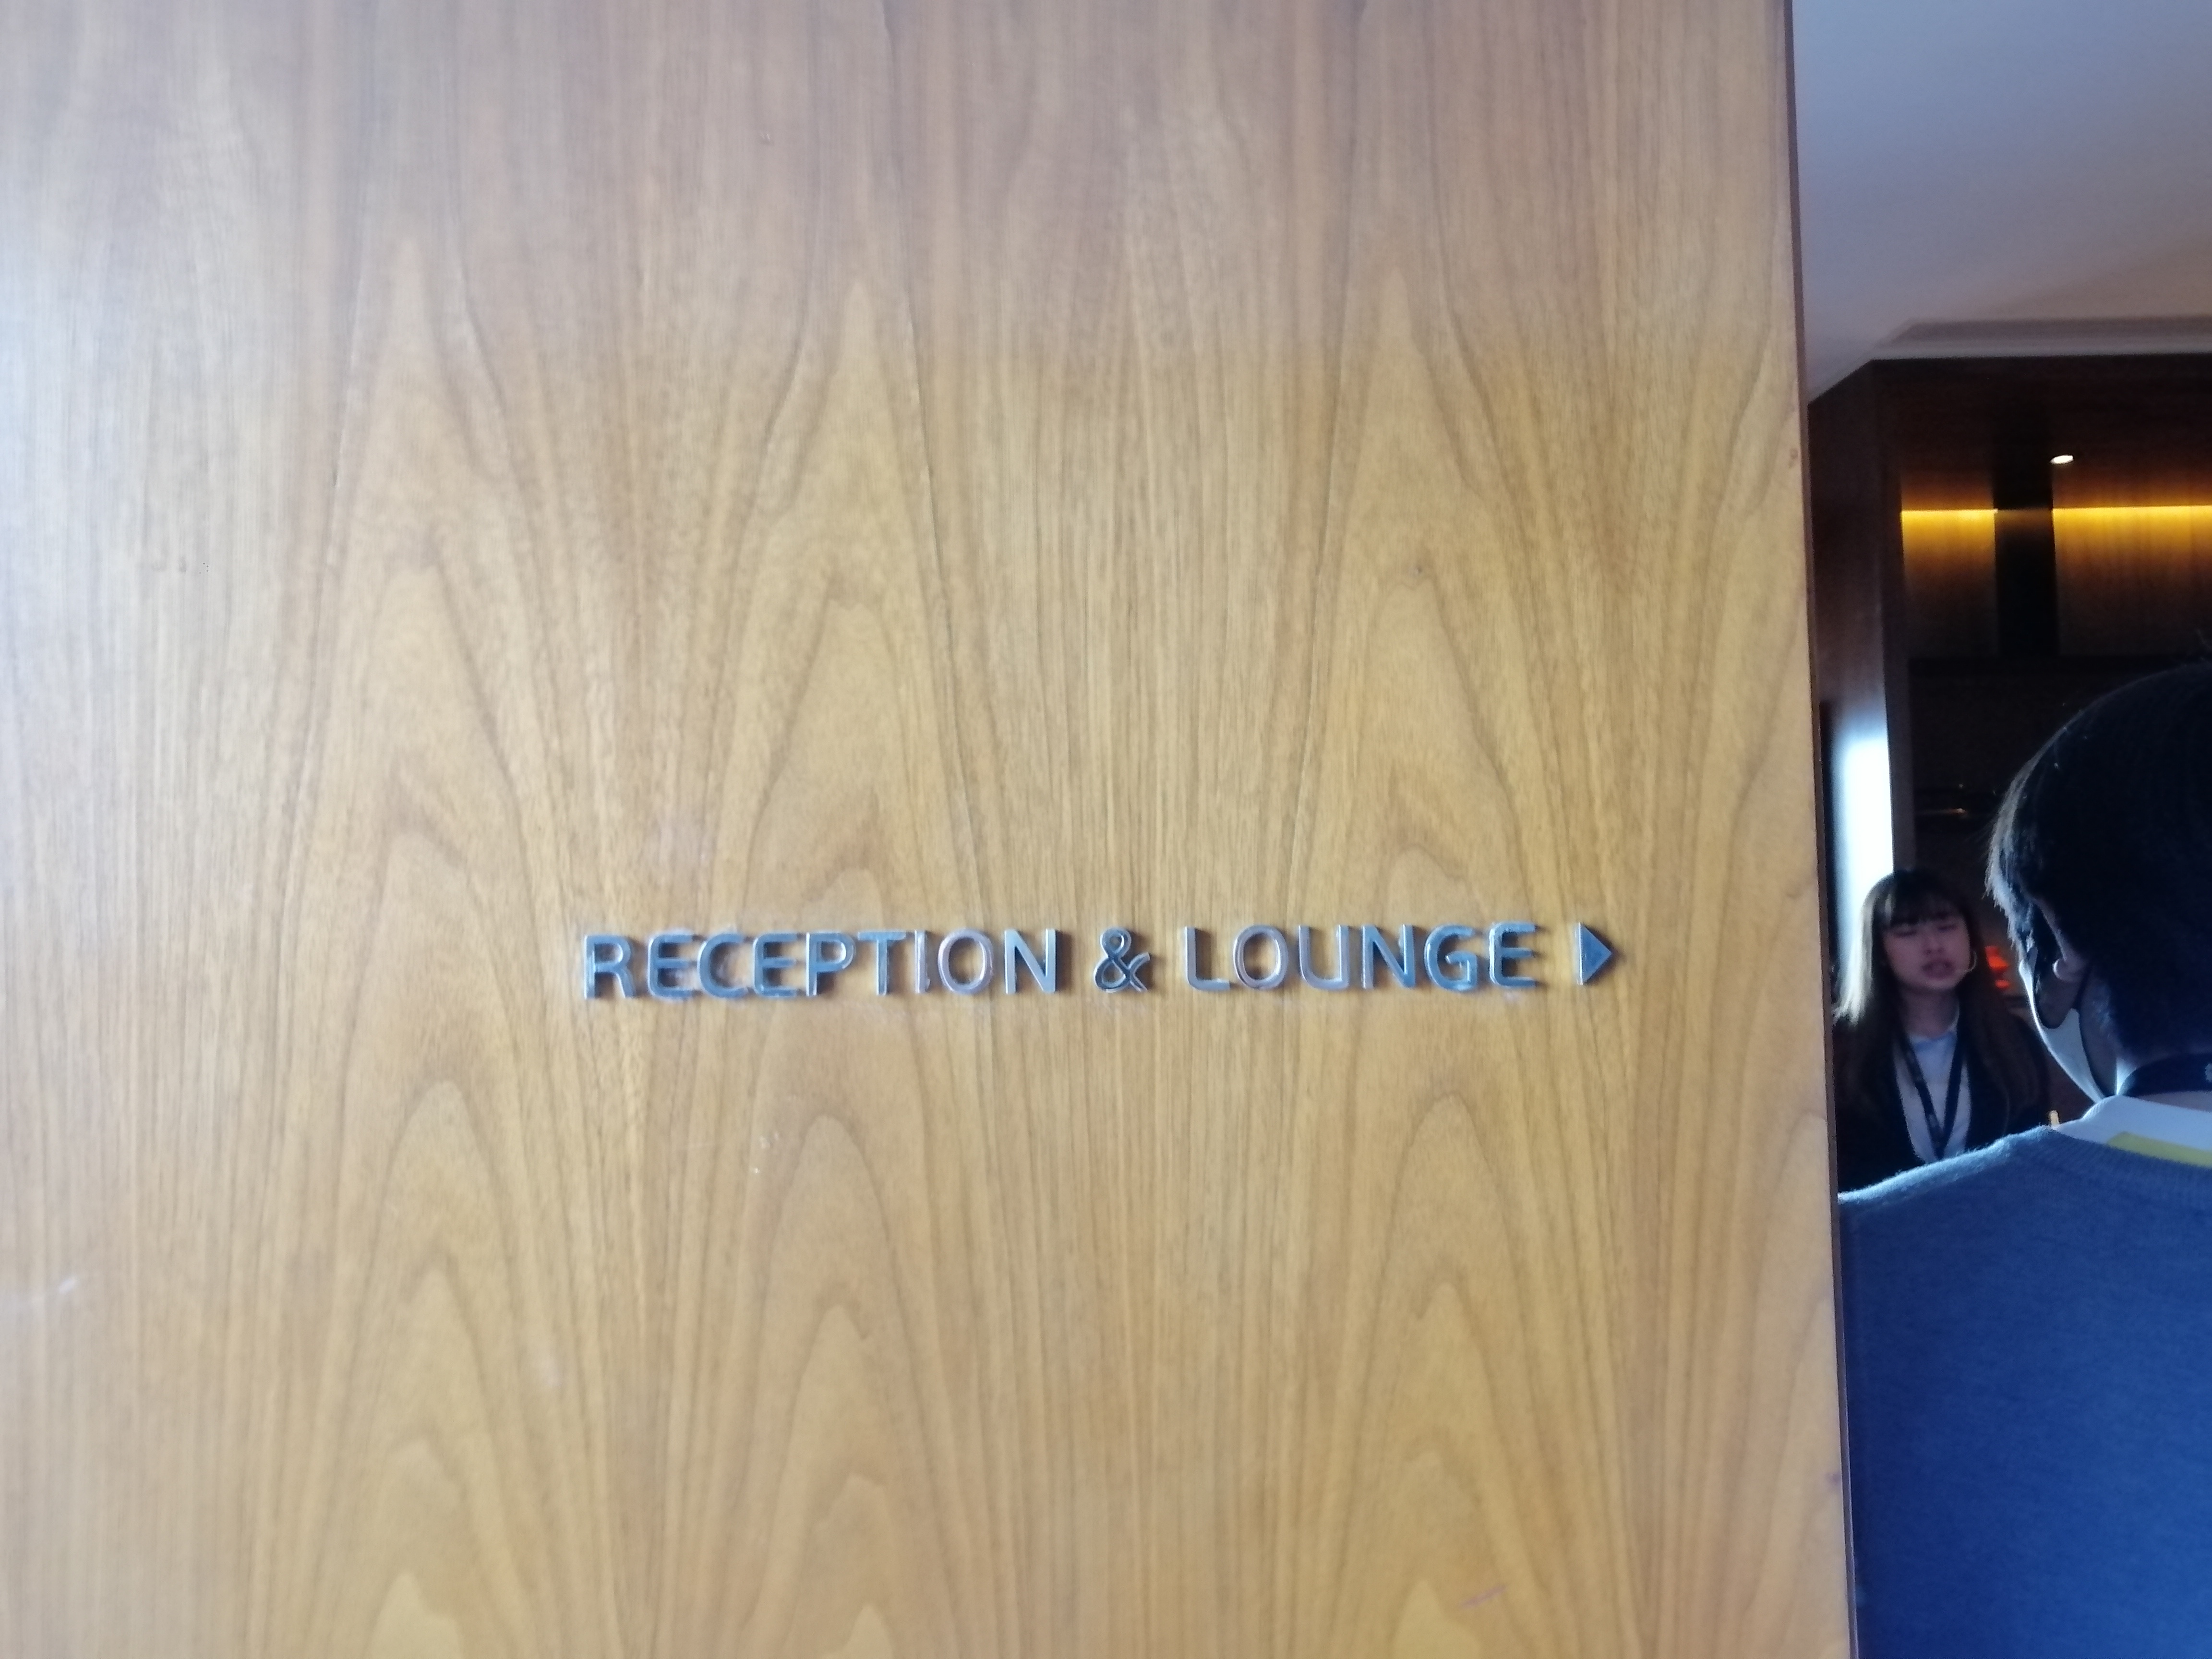 RECEPTION & LOUNGE ▶